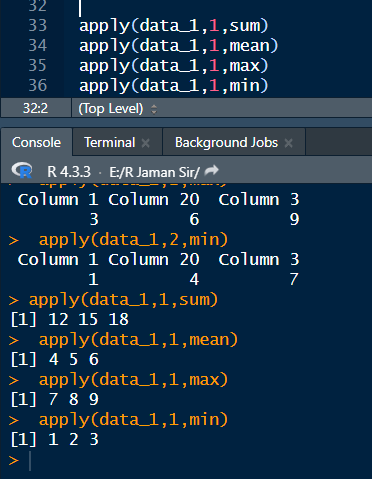 32
33 apply(data_1,1,sum)
34 apply(data_1,1,mean)
35 apply(data_1,1,max)
36 apply(data_1,1,min)
32:2 (Top Level)
Console Terminal Background Jobs
R R 4.3.3 · E:/R Jaman Sir/
> apply(data_1,2,max)
Column 1 Column 20 Column 3
3 6 9
> apply(data_1,2,min)
Column 1 Column 20 Column 3
1 4 7
> apply(data_1,1,sum)
[1] 12 15 18
> apply(data_1,1,mean)
[1] 4 5 6
> apply(data_1,1,max)
[1] 7 8 9
> apply(data_1,1,min)
[1] 1 2 3
>